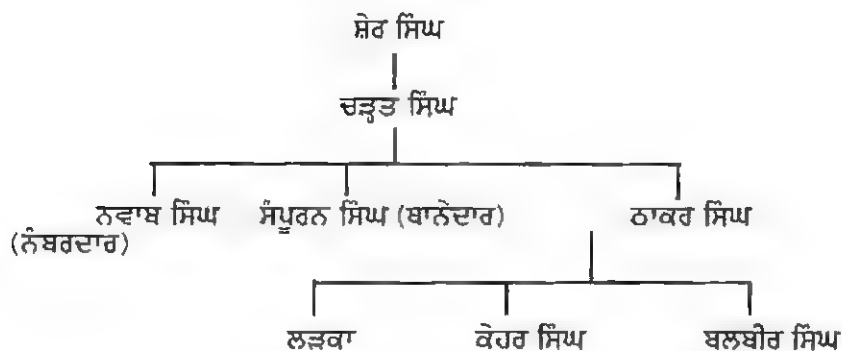 ਸ਼ੇਰ ਸਿੰਘ
ਚੜ੍ਹਤ ਸਿੰਘ
ਨਵਾਬ ਸਿੰਘ ਸੰਪੂਰਨ ਸਿੰਘ (ਥਾਨੇਦਾਰ) ਠਾਕਰ ਸਿੰਘ
(ਨੰਬਰਦਾਰ)
ਲੜਕਾ ਕੇਹਰ ਸਿੰਘ ਬਲਬੀਰ ਸਿੰਘ